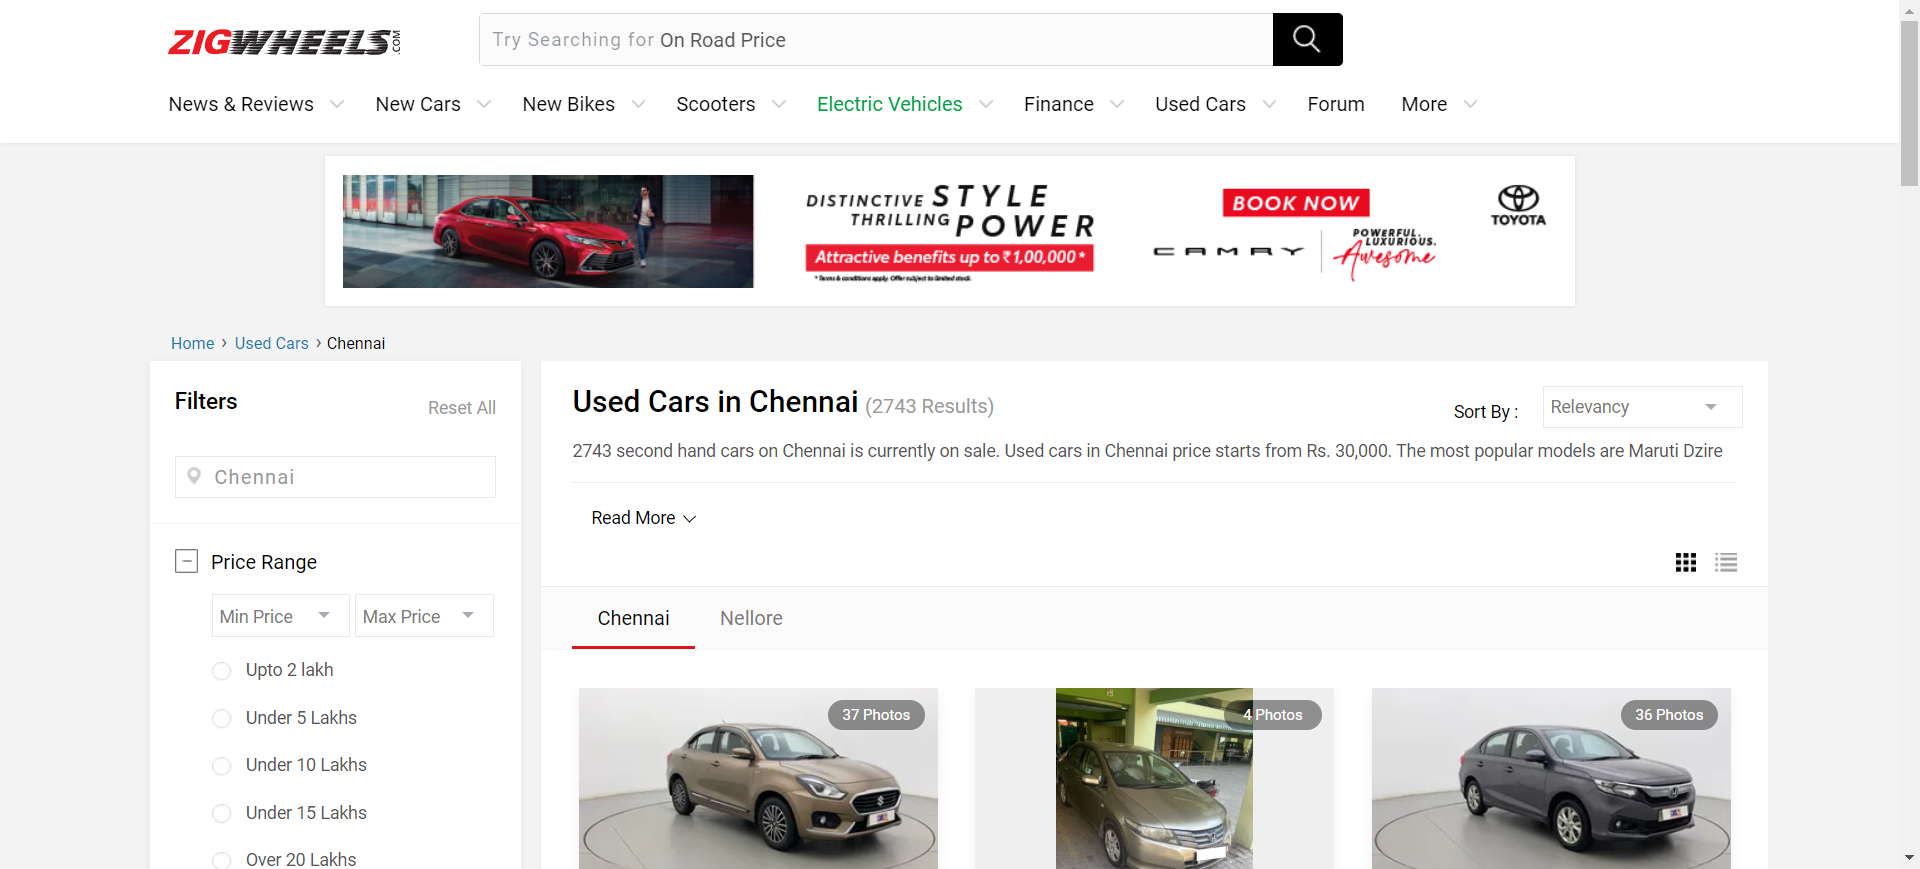 ZIGWHEELS.COM
Try Searching for On Road Price
News & Reviews New Cars New Bikes Scooters Electric Vehicles Finance Used Cars Forum More
DISTINCTIVE STYLE
THRILLING POWER
Attractive benefits up to ₹1,00,000*
*Terms & conditions apply. Offer subject to limited stock.
BOOK NOW
CAMRY
POWERFUL.
LUXURIOUS.
Awesome
TOYOTA
Home › Used Cars › Chennai
Filters
Reset All
Chennai
Price Range
Min Price Max Price
Upto 2 lakh
Under 5 Lakhs
Under 10 Lakhs
Under 15 Lakhs
Over 20 Lakhs
Used Cars in Chennai (2743 Results)
Sort By : Relevancy
2743 second hand cars on Chennai is currently on sale. Used cars in Chennai price starts from Rs. 30,000. The most popular models are Maruti Dzire
Read More
Chennai Nellore
37 Photos
4 Photos
36 Photos